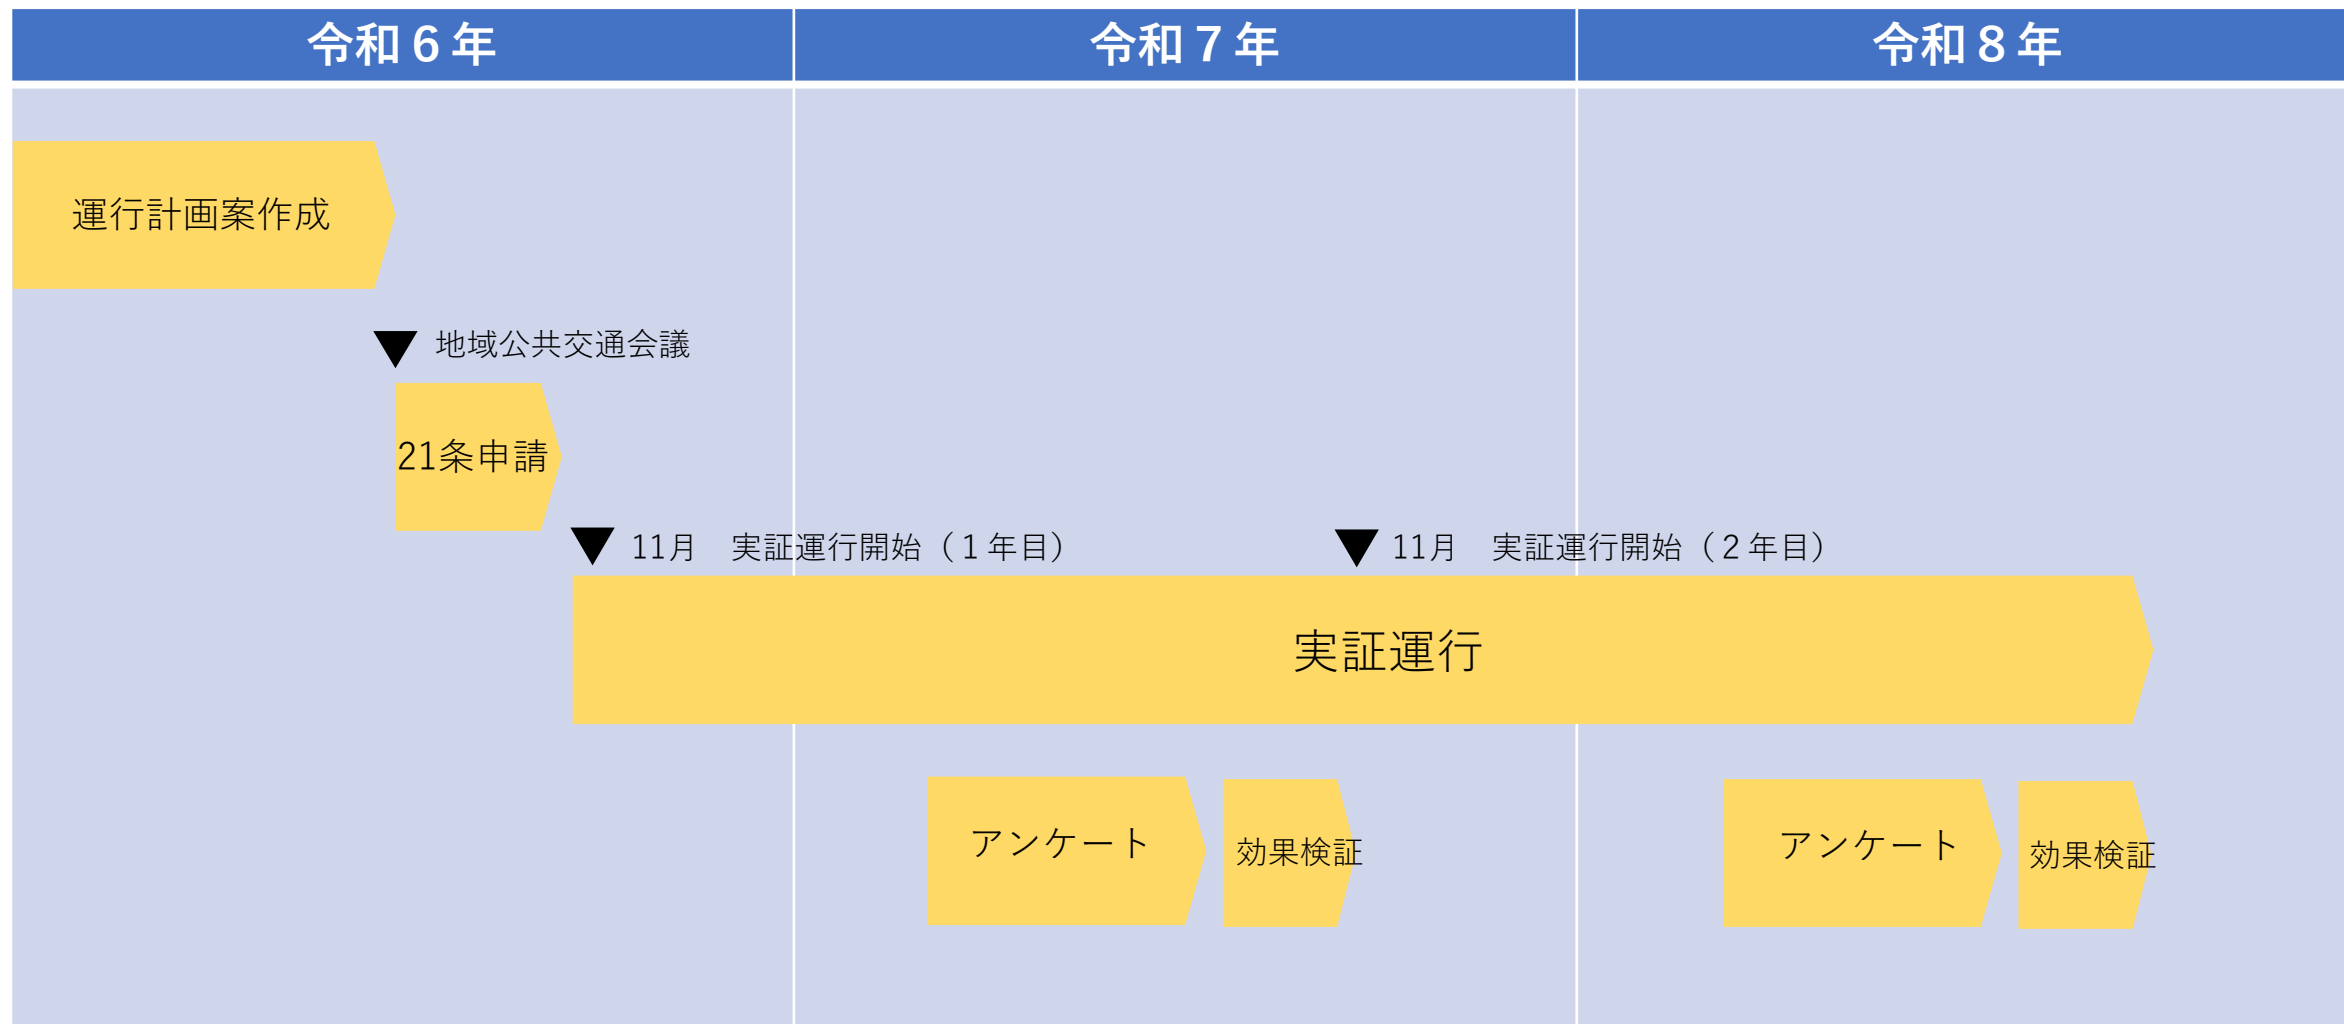 令和６年
令和７年
令和８年
運行計画案作成
地域公共交通会議
21条申請
11月　実証運行開始（１年目）
11月　実証運行開始（２年目）
実証運行
アンケート
効果検証
アンケート
効果検証